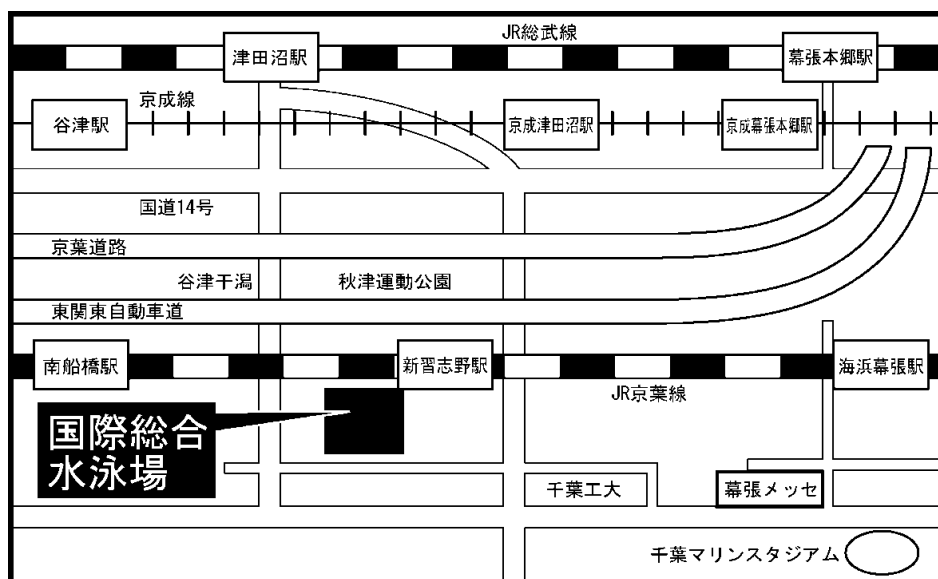 JR総武線
津田沼駅
幕張本郷駅
京成線
谷津駅
京成津田沼駅
京成幕張本郷駅
国道14号
京葉道路
谷津干潟
秋津運動公園
東関東自動車道
南船橋駅
新習志野駅
海浜幕張駅
JR京葉線
国際総合
水泳場
千葉工大
幕張メッセ
千葉マリンスタジアム